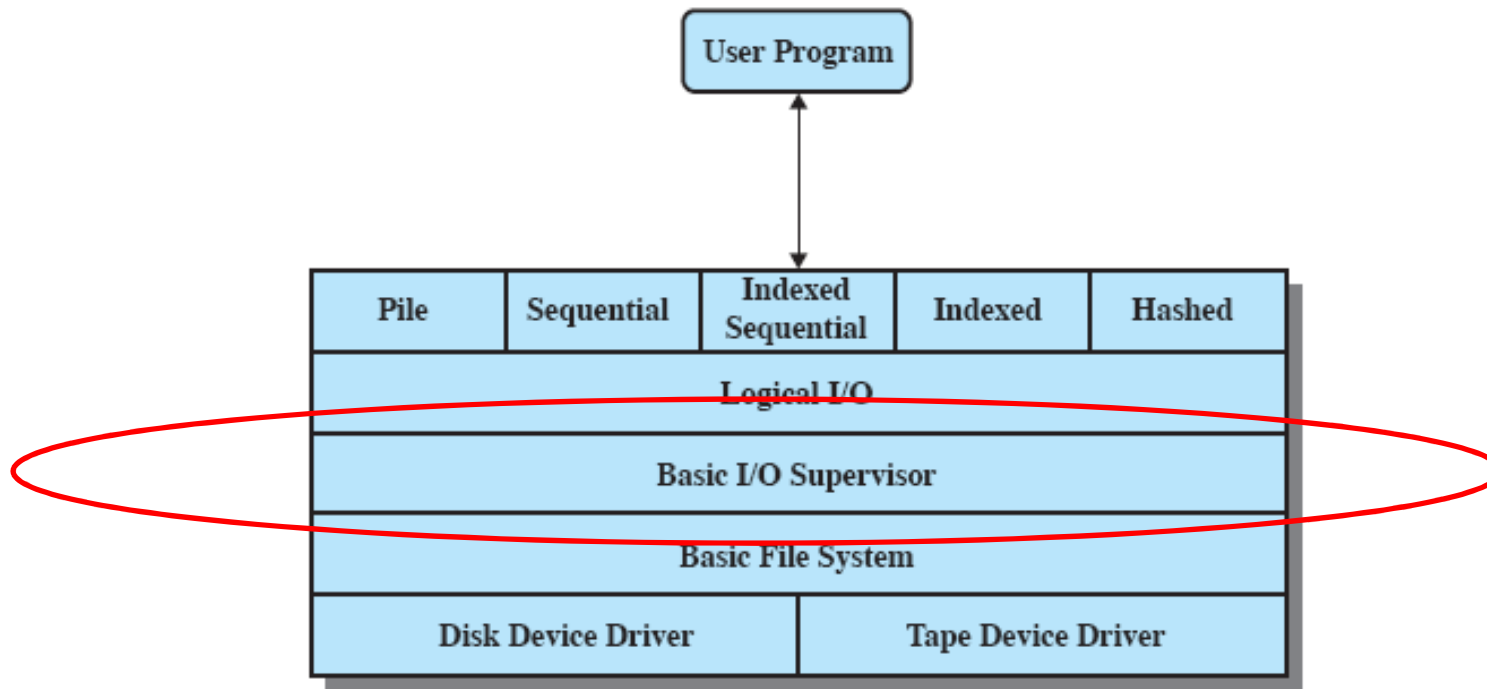 User Program
Pile
Sequential
Indexed
Sequential
Indexed
Hashed
Logical I/O
Basic I/O Supervisor
Basic File System
Disk Device Driver
Tape Device Driver